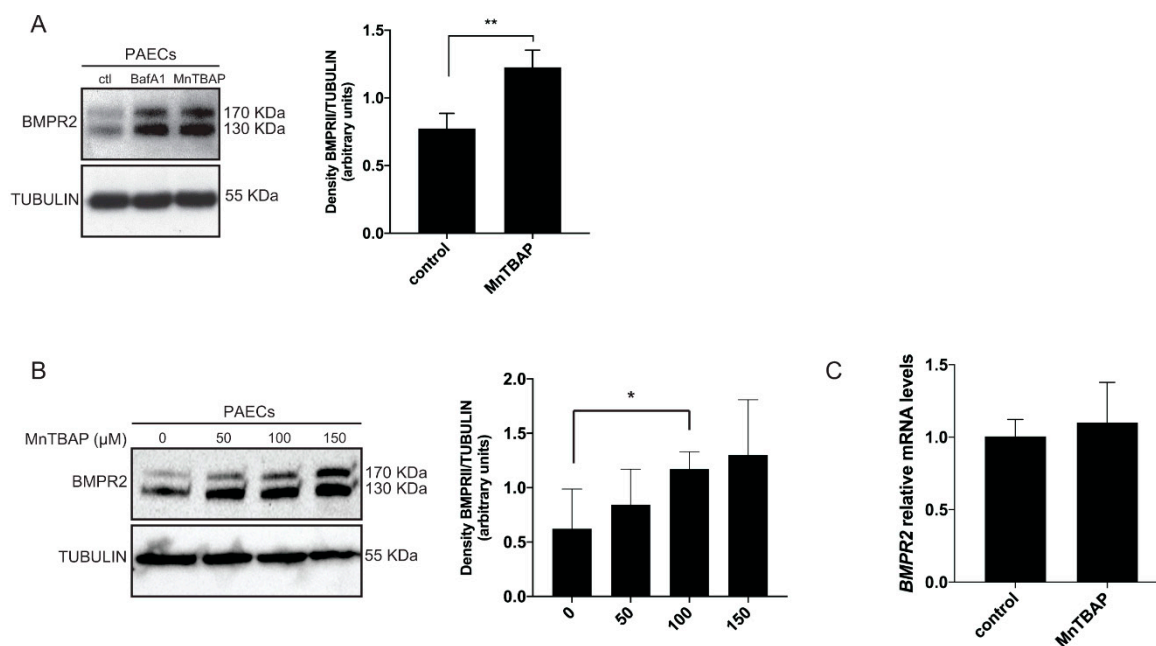 A
PAECs
ctl BafA1 MnTBAP
BMPR2
170 KDa
130 KDa
TUBULIN
55 KDa
Density BMPRII/TUBULIN
(arbitrary units)
1.5
1.0
0.5
0.0
**
control
MnTBAP
B
PAECs
MnTBAP (µM) 0 50 100 150
BMPR2
170 KDa
130 KDa
TUBULIN
55 KDa
Density BMPRII/TUBULIN
(arbitrary units)
2.0
1.5
1.0
0.5
0.0
*
0
50
100
150
C
BMPR2 relative mRNA levels
1.5
1.0
0.5
0.0
control
MnTBAP